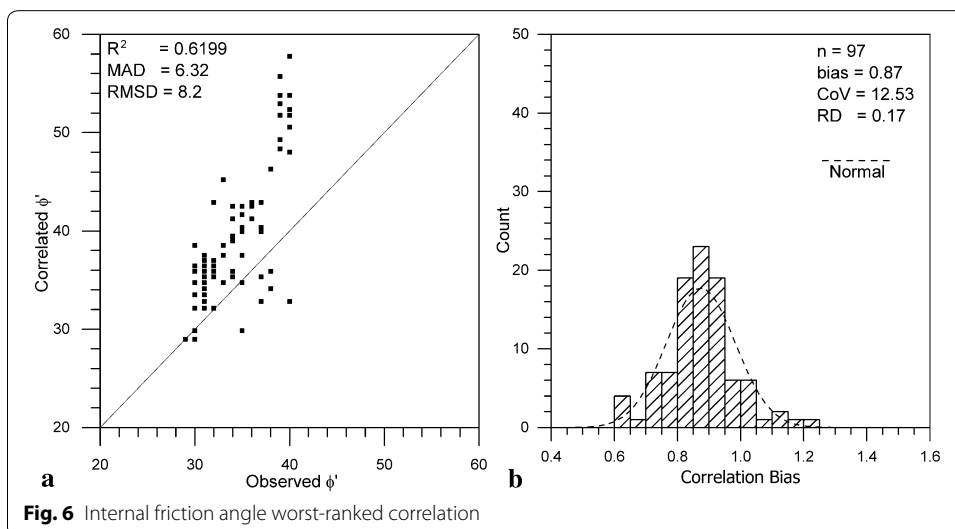 60
50
40
30
20
Correlated ϕ'
R² = 0.6199
MAD = 6.32
RMSD = 8.2
20 30 40 50 60
Observed ϕ'
a
50
40
30
20
10
0
Count
n = 97
bias = 0.87
CoV = 12.53
RD = 0.17
Normal
0.4 0.6 0.8 1.0 1.2 1.4 1.6
Correlation Bias
b
Fig. 6 Internal friction angle worst-ranked correlation